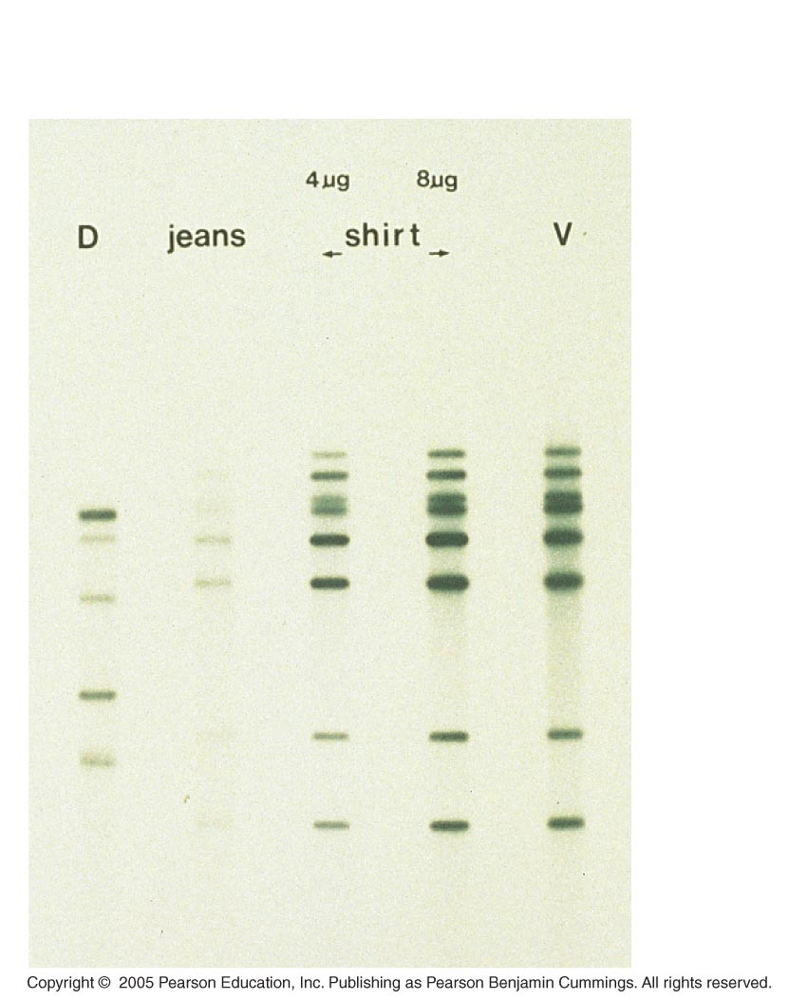 4µg 8µg
D jeans shirt V
Copyright © 2005 Pearson Education, Inc. Publishing as Pearson Benjamin Cummings. All rights reserved.